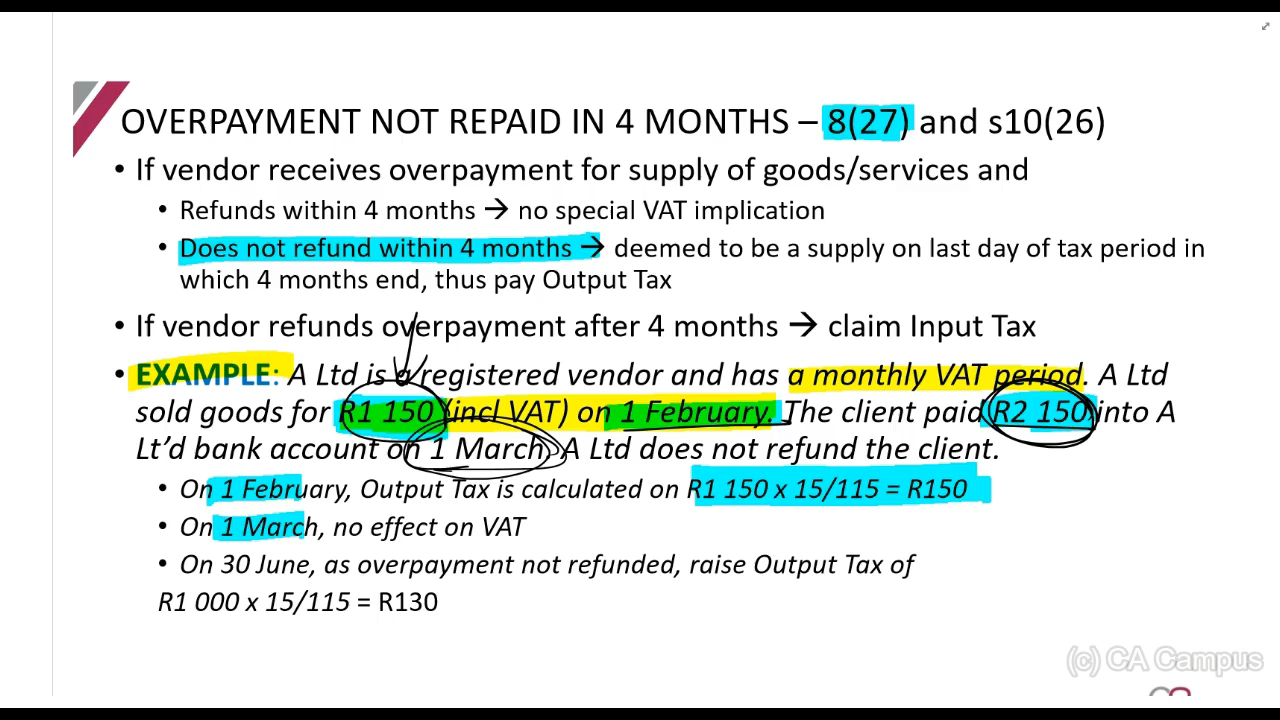 OVERPAYMENT NOT REPAID IN 4 MONTHS – 8(27) and s10(26)
• If vendor receives overpayment for supply of goods/services and
• Refunds within 4 months → no special VAT implication
• Does not refund within 4 months → deemed to be a supply on last day of tax period in
which 4 months end, thus pay Output Tax
• If vendor refunds overpayment after 4 months → claim Input Tax
• EXAMPLE: A Ltd is a registered vendor and has a monthly VAT period. A Ltd
sold goods for R1 150 (incl VAT) on 1 February. The client paid R2 150 into A
Lt’d bank account on 1 March. A Ltd does not refund the client.
• On 1 February, Output Tax is calculated on R1 150 x 15/115 = R150
• On 1 March, no effect on VAT
• On 30 June, as overpayment not refunded, raise Output Tax of
R1 000 x 15/115 = R130
(c) CA Campus